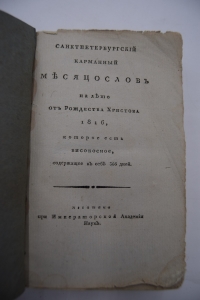 САНКТПЕТЕРБУРГСКІЙ
КАРМАННЫЙ
МѢСЯЦОСЛОВЪ
НА ЛѢТО
ОТЪ РОЖДЕСТВА ХРИСТОВА
1816,
которое есть
високосное,
содержащее въ себѣ 366 дней.
при Императорской Академіи
Наукъ.